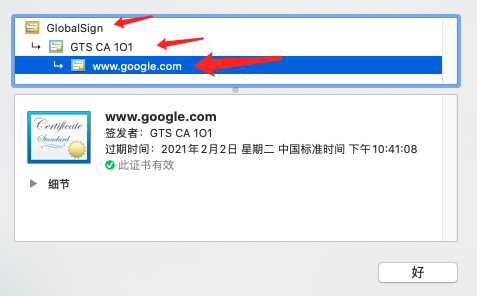 GlobalSign
GTS CA 1O1
www.google.com
www.google.com
签发者：GTS CA 1O1
过期时间：2021年2月2日 星期二 中国标准时间 下午10:41:08
此证书有效
细节
Certificate
Standard
好